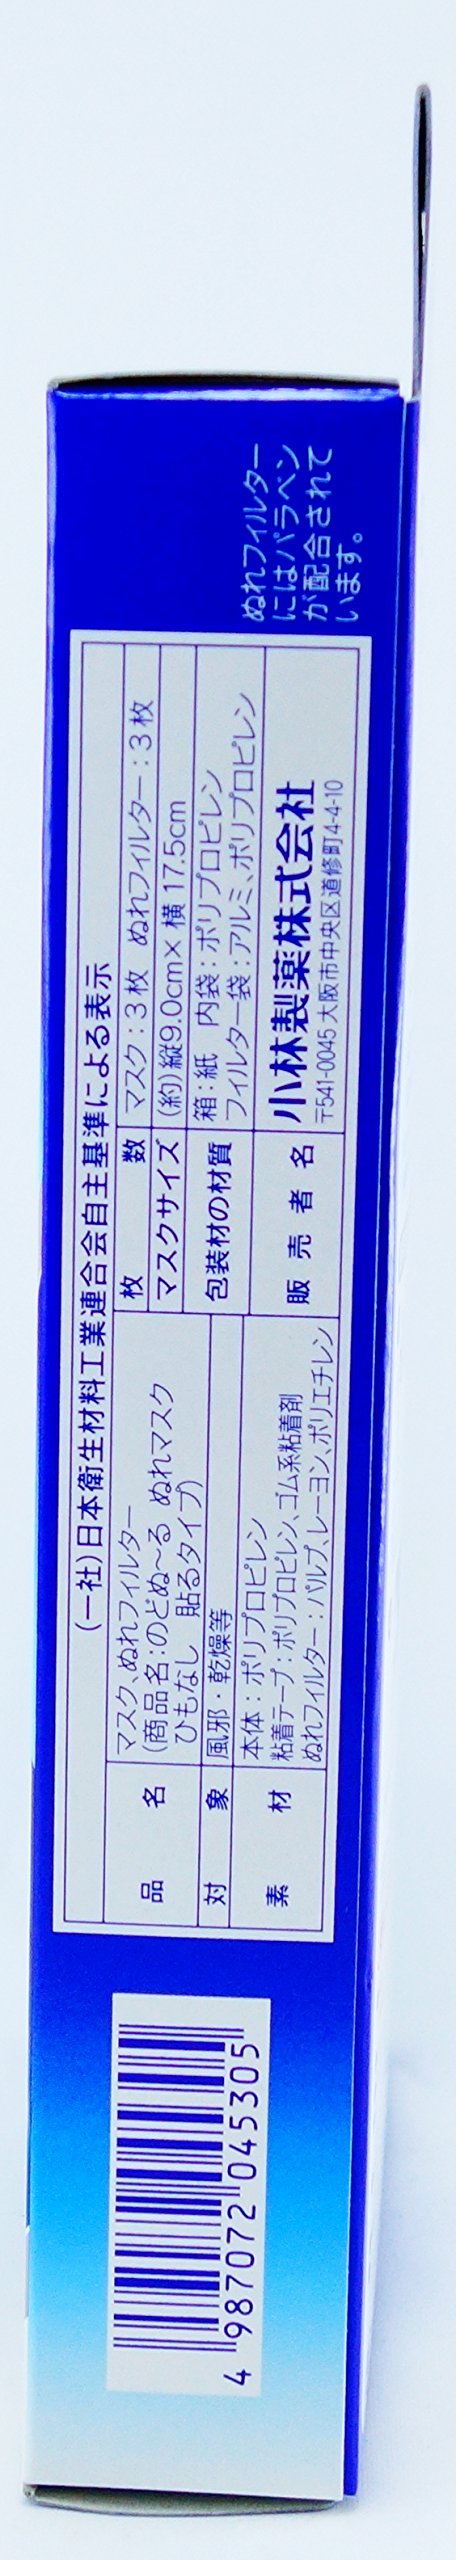 (一社)日本衛生材料工業連合会自主基準による表示
品名
マスク、ぬれフィルター
(商品名:のどぬ〜る ぬれマスク
ひもなし 貼るタイプ)
対象
風邪・乾燥等
素材
本体:ポリプロピレン
粘着テープ:ポリプロピレン、ゴム系粘着剤
ぬれフィルター:パルプ、レーヨン、ポリエチレン
枚数
マスク:3枚 ぬれフィルター:3枚
マスクサイズ
(約)縦9.0cm×横17.5cm
包装材の材質
箱:紙 内袋:ポリプロピレン
フィルター袋:アルミ、ポリプロピレン
販売者名
小林製薬株式会社
〒541-0045 大阪市中央区道修町4-4-10
ぬれフィルター
にはパラベン
が配合されて
います。
4 987072 045305